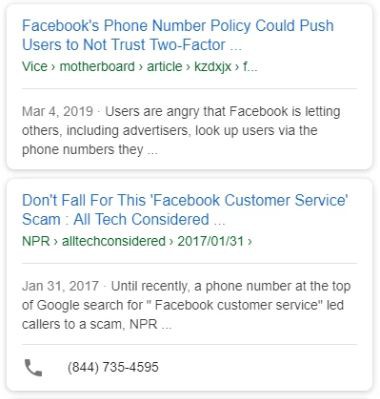 Facebook's Phone Number Policy Could Push
Users to Not Trust Two-Factor ...
Vice › motherboard › article › kzdxjx › f...
Mar 4, 2019 · Users are angry that Facebook is letting
others, including advertisers, look up users via the
phone numbers they ...
Don't Fall For This 'Facebook Customer Service'
Scam : All Tech Considered ...
NPR › alltechconsidered › 2017/01/31 ›
Jan 31, 2017 · Until recently, a phone number at the top
of Google search for " Facebook customer service" led
callers to a scam, NPR ...
(844) 735-4595